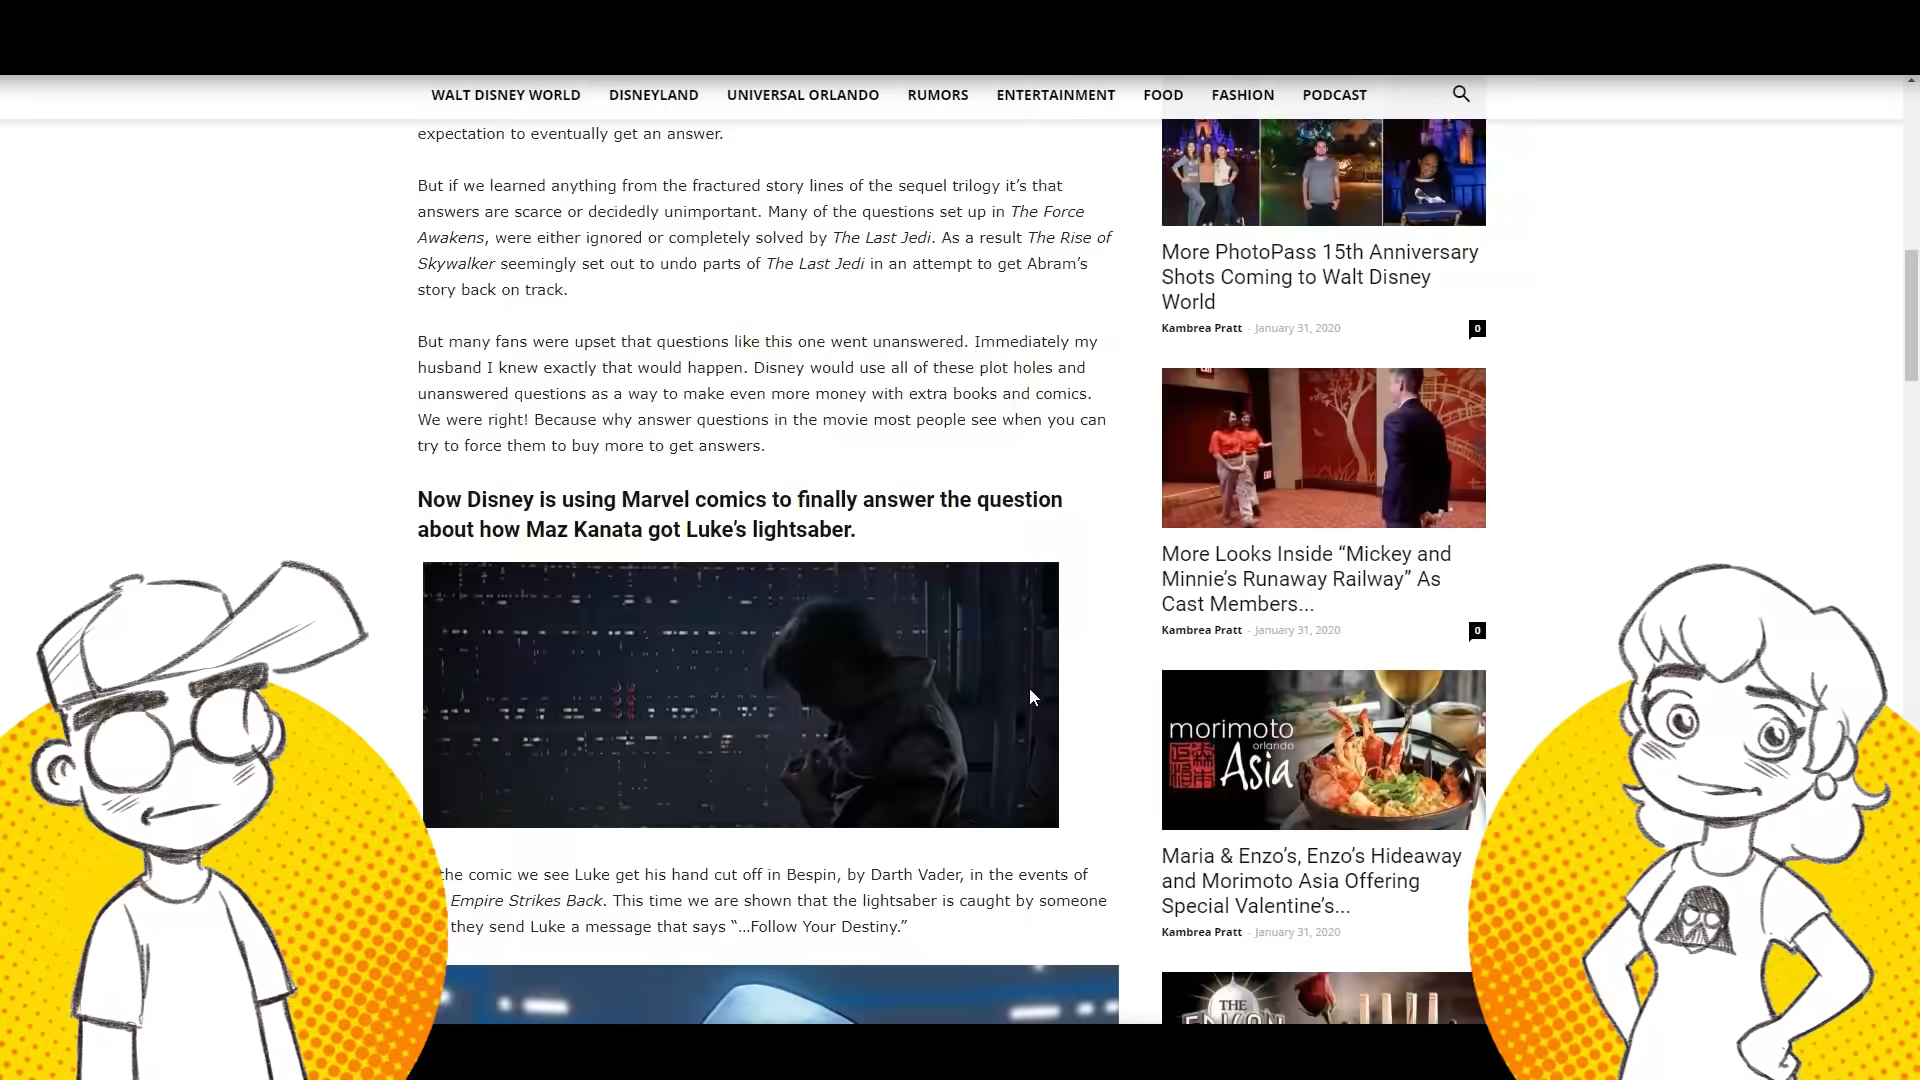 WALT DISNEY WORLD DISNEYLAND UNIVERSAL ORLANDO RUMORS ENTERTAINMENT FOOD FASHION PODCAST
expectation to eventually get an answer.
But if we learned anything from the fractured story lines of the sequel trilogy it’s that
answers are scarce or decidedly unimportant. Many of the questions set up in The Force
Awakens, were either ignored or completely solved by The Last Jedi. As a result The Rise of
Skywalker seemingly set out to undo parts of The Last Jedi in an attempt to get Abram’s
story back on track.
But many fans were upset that questions like this one went unanswered. Immediately my
husband I knew exactly that would happen. Disney would use all of these plot holes and
unanswered questions as a way to make even more money with extra books and comics.
We were right! Because why answer questions in the movie most people see when you can
try to force them to buy more to get answers.
Now Disney is using Marvel comics to finally answer the question
about how Maz Kanata got Luke’s lightsaber.
the comic we see Luke get his hand cut off in Bespin, by Darth Vader, in the events of
Empire Strikes Back. This time we are shown that the lightsaber is caught by someone
they send Luke a message that says “…Follow Your Destiny.”
More PhotoPass 15th Anniversary
Shots Coming to Walt Disney
World
Kambrea Pratt - January 31, 2020 0
More Looks Inside “Mickey and
Minnie’s Runaway Railway” As
Cast Members...
Kambrea Pratt - January 31, 2020 0
morimoto
orlando
Asia
Maria & Enzo’s, Enzo’s Hideaway
and Morimoto Asia Offering
Special Valentine’s...
Kambrea Pratt - January 31, 2020
THE